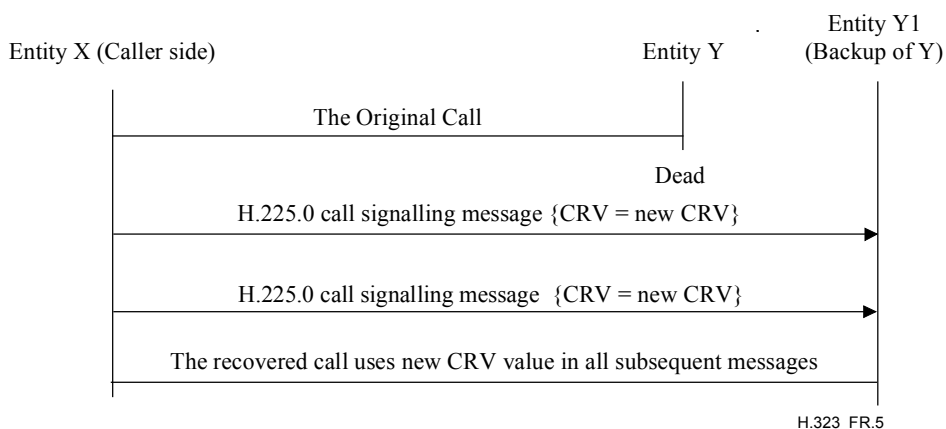 Entity X (Caller side)
Entity Y
Entity Y1
(Backup of Y)
The Original Call
Dead
H.225.0 call signalling message {CRV = new CRV}
H.225.0 call signalling message {CRV = new CRV}
The recovered call uses new CRV value in all subsequent messages
H.323_FR.5